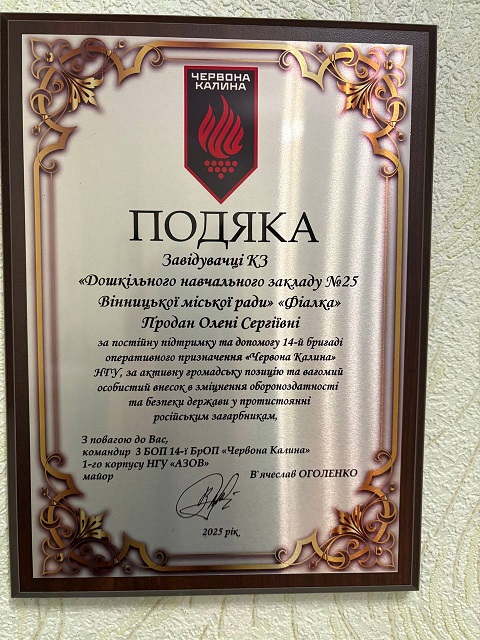 ЧЕРВОНА
КАЛИНА
ПОДЯКА
Завідувачці КЗ
«Дошкільного навчального закладу №25
Вінницької міської ради» «Фіалка»
Продан Олені Сергіївні
за постійну підтримку та допомогу 14-й бригаді
оперативного призначення «Червона Калина»
НГУ, за активну громадську позицію та вагомий
особистий внесок в зміцнення обороноздатності
та безпеки держави у протистоянні
російським загарбникам,
З повагою до Вас,
командир 3 БОП 14-ї БрОП «Червона Калина»
1-го корпусу НГУ «АЗОВ»
майор В`ячеслав ОГОЛЕНКО
2025 рік